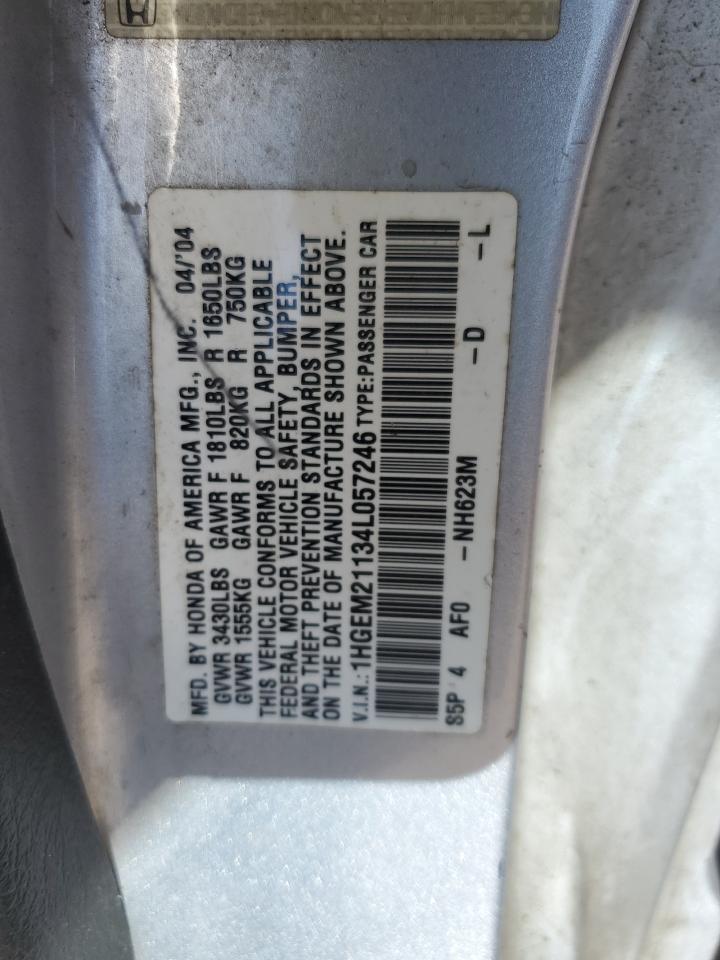 MFD. BY HONDA OF AMERICA MFG., INC. 04/'04
GVWR 3430LBS GAWR F 1810LBS R 1650LBS
GVWR 1555KG GAWR F 820KG R 750KG
THIS VEHICLE CONFORMS TO ALL APPLICABLE
FEDERAL MOTOR VEHICLE SAFETY, BUMPER,
AND THEFT PREVENTION STANDARDS IN EFFECT
ON THE DATE OF MANUFACTURE SHOWN ABOVE.
V.I.N.:1HGEM21134L057246 TYPE:PASSENGER CAR
S5P 4 AF0 -NH623M -D -L